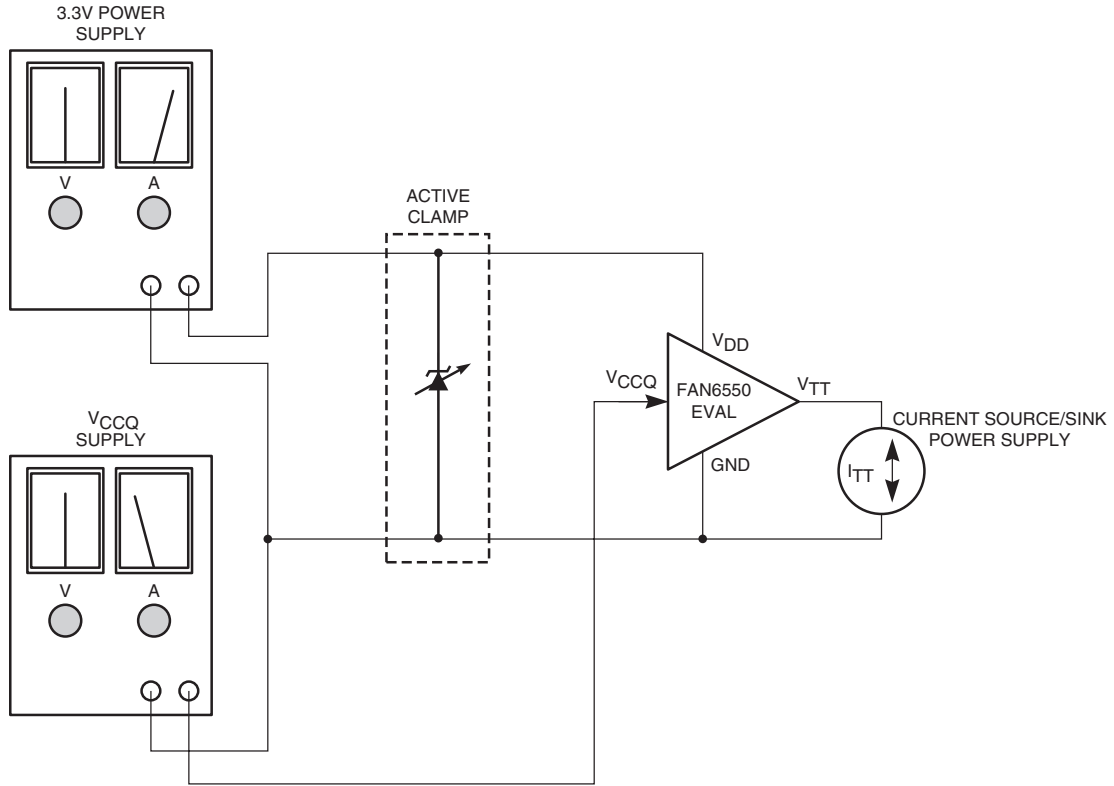 3.3V POWER
SUPPLY
V
A
ACTIVE
CLAMP
VDD
VCCQ
FAN6550
EVAL
VTT
CURRENT SOURCE/SINK
POWER SUPPLY
ITT
GND
VCCQ
SUPPLY
V
A